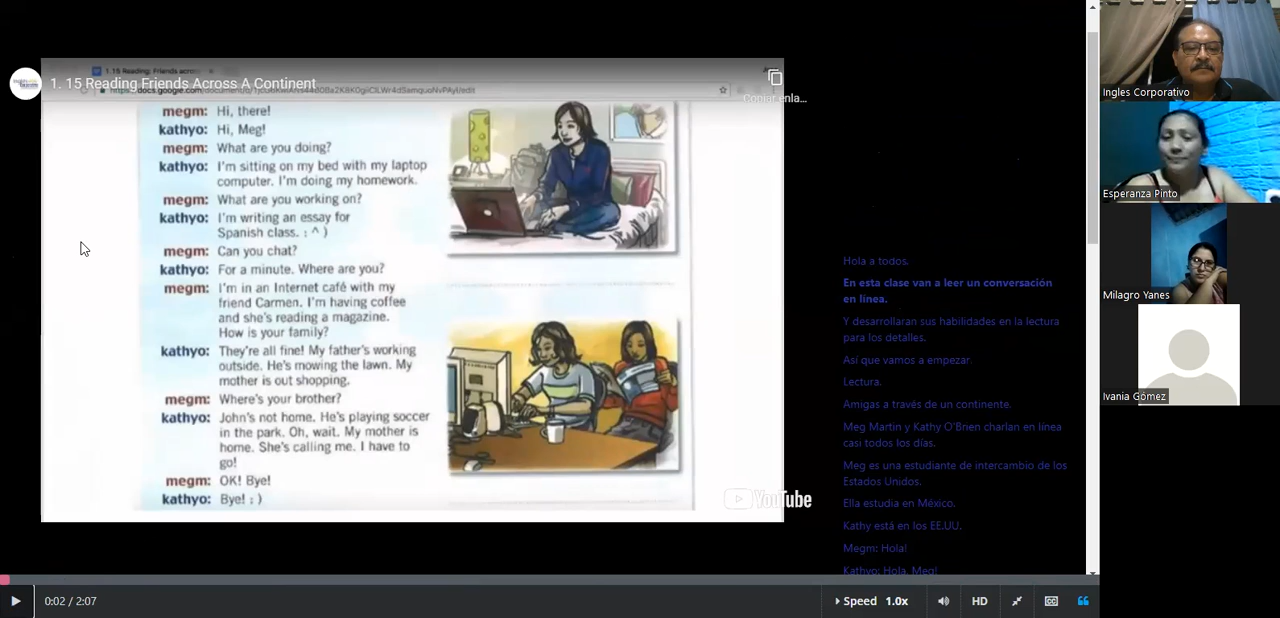 1. 15 Reading Friends Across A Continent
Copiar enla...
megm: Hi, there!
kathyo: Hi, Meg!
megm: What are you doing?
kathyo: I'm sitting on my bed with my laptop
computer. I'm doing my homework.
megm: What are you working on?
kathyo: I'm writing an essay for
Spanish class. : ^ )
megm: Can you chat?
kathyo: For a minute. Where are you?
megm: I'm in an Internet café with my
friend Carmen. I'm having coffee
and she's reading a magazine.
How is your family?
kathyo: They're all fine! My father's working
outside. He's mowing the lawn. My
mother is out shopping.
megm: Where's your brother?
kathyo: John's not home. He's playing soccer
in the park. Oh, wait. My mother is
home. She's calling me. I have to
go!
megm: OK! Bye!
kathyo: Bye! : )
YouTube
Hola a todos.
En esta clase van a leer un conversación
en línea.
Y desarrollaran sus habilidades en la lectura
para los detalles.
Así que vamos a empezar.
Lectura.
Amigas a través de un continente.
Meg Martin y Kathy O'Brien charlan en línea
casi todos los días.
Meg es una estudiante de intercambio de los
Estados Unidos.
Ella estudia en México.
Kathy está en los EE.UU.
Megm: Hola!
Kathyo: Hola, Meg!
0:02 / 2:07
Speed 1.0x
HD
CC
Ingles Corporativo
Esperanza Pinto
Milagro Yanes
Ivania Gómez